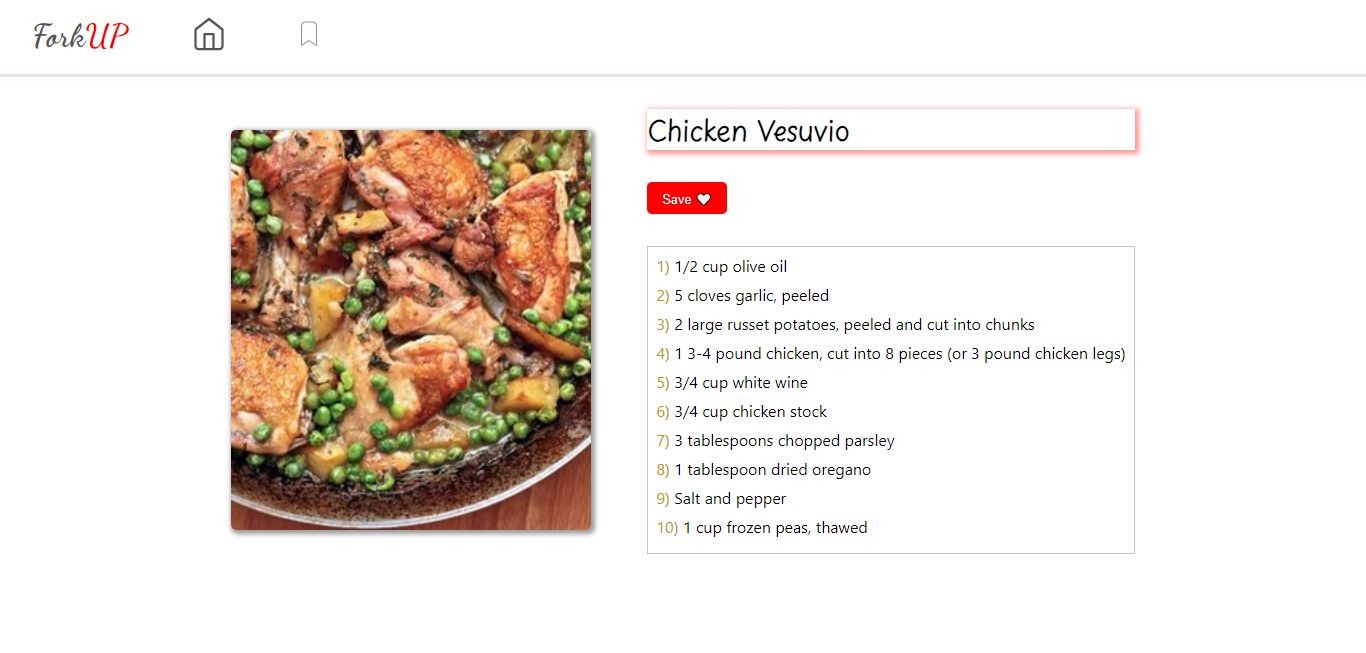 ForkUP
Chicken Vesuvio
Save
1) 1/2 cup olive oil
2) 5 cloves garlic, peeled
3) 2 large russet potatoes, peeled and cut into chunks
4) 1 3-4 pound chicken, cut into 8 pieces (or 3 pound chicken legs)
5) 3/4 cup white wine
6) 3/4 cup chicken stock
7) 3 tablespoons chopped parsley
8) 1 tablespoon dried oregano
9) Salt and pepper
10) 1 cup frozen peas, thawed